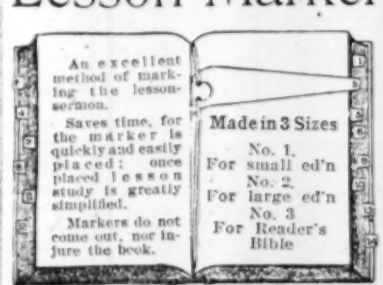 Lesson Marker
An excellent
method of mark-
ing the lesson-
sermon.
Saves time, for
the marker is
quickly and easily
placed; once
placed lesson
study is greatly
simplified.
Markers do not
come out, nor in-
jure the book.
Made in 3 Sizes
No. 1.
For small ed'n
No. 2.
For large ed'n
No. 3
For Reader's
Bible